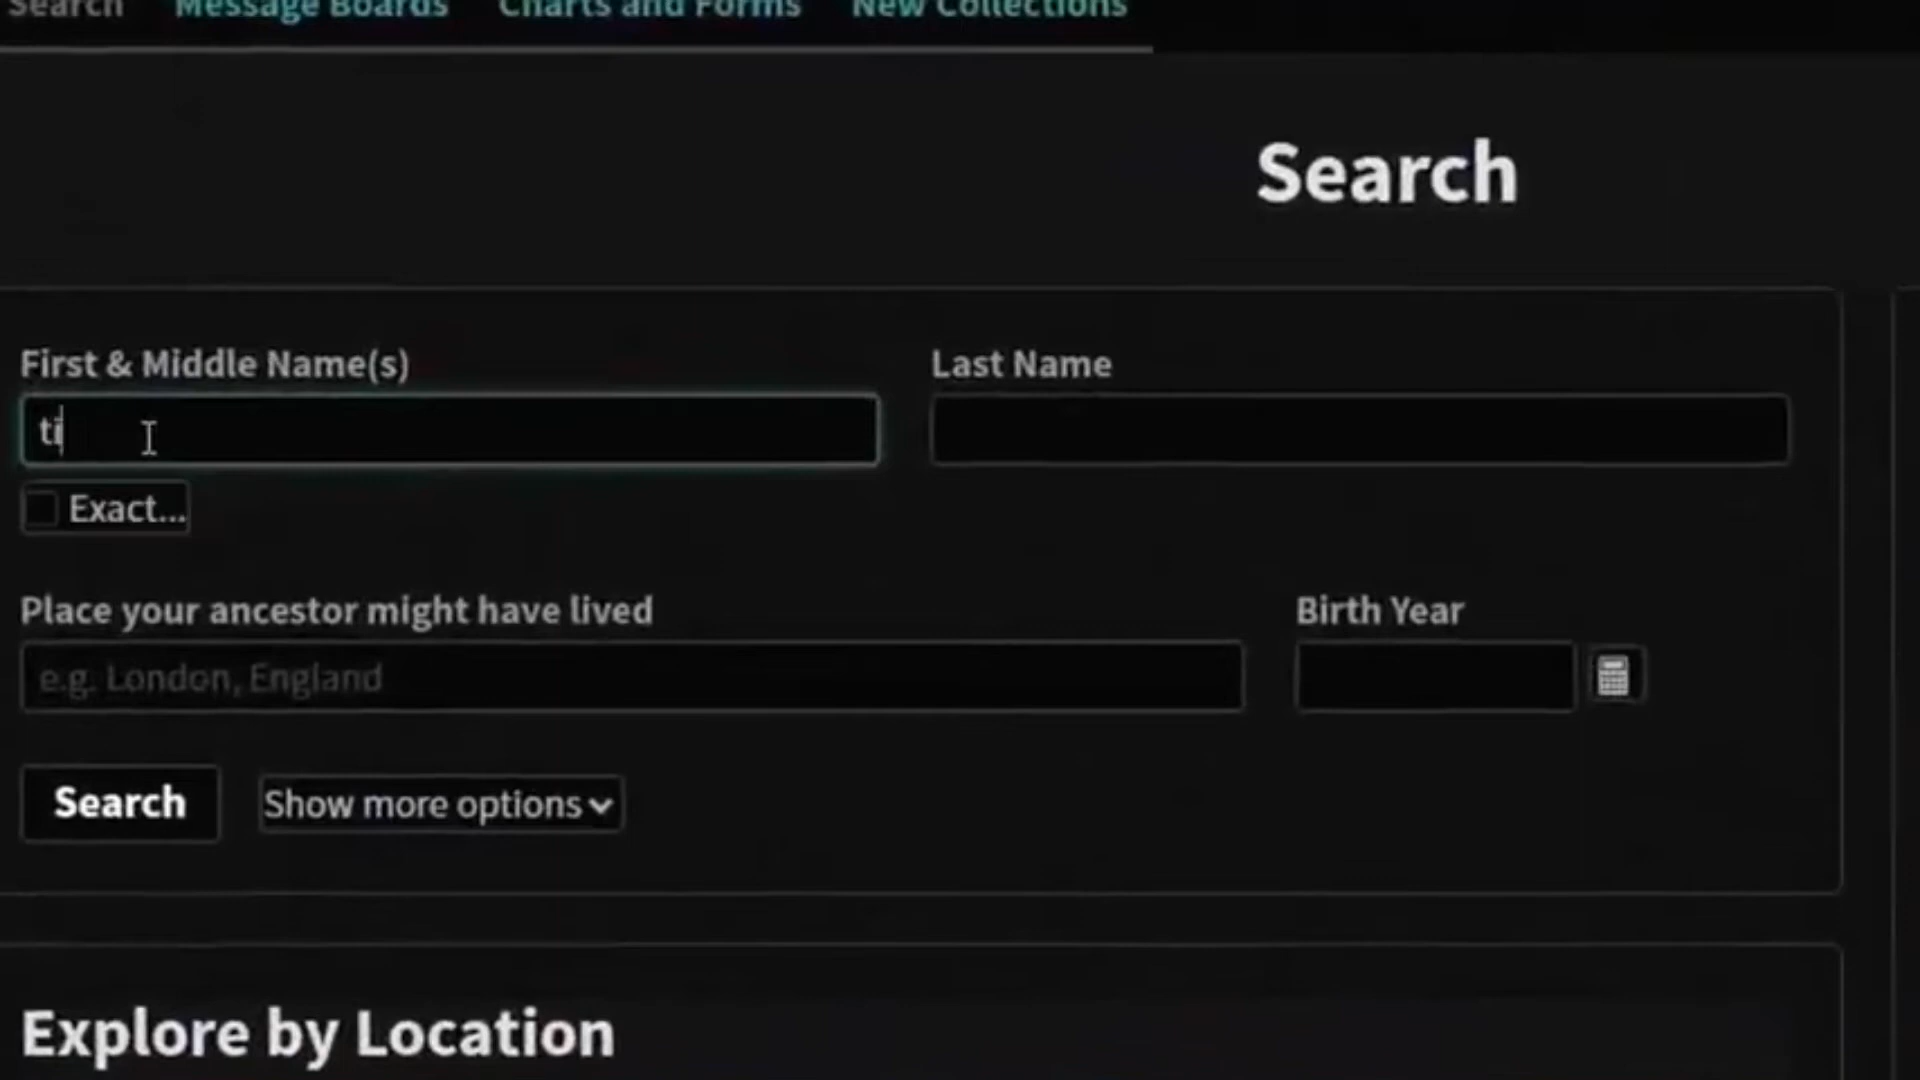 Search Message Boards Charts and Forms New Collections
Search
First & Middle Name(s) Last Name
ti
Exact...
Place your ancestor might have lived Birth Year
e.g. London, England
Search Show more options
Explore by Location